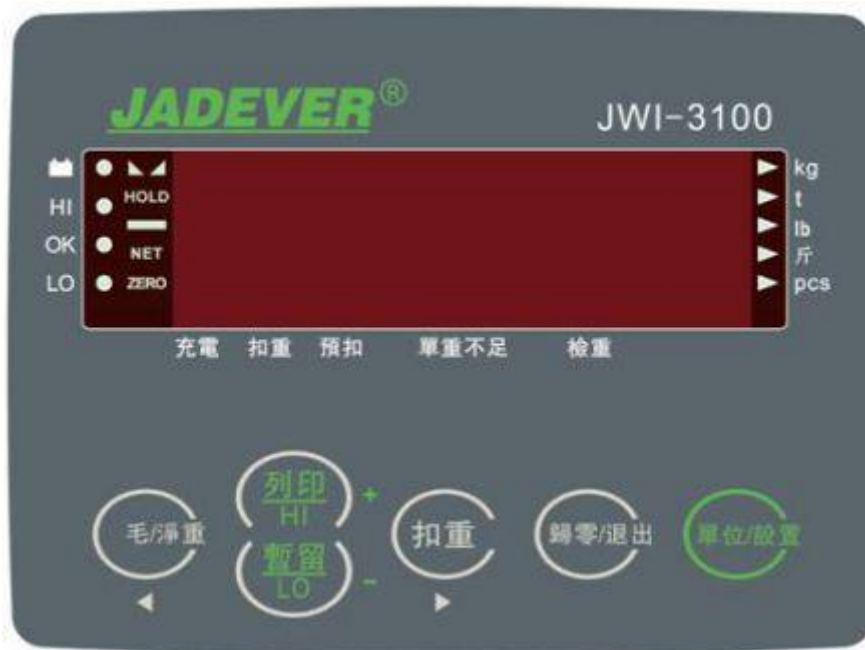 JADEVER®
JWI-3100
kg
HI HOLD t
lb
OK NET 斤
LO ZERO pcs
充電 扣重 預扣 單重不足 檢重
列印 +
HI
毛/淨重 扣重 歸零/退出 單位/設置
暫留
LO -